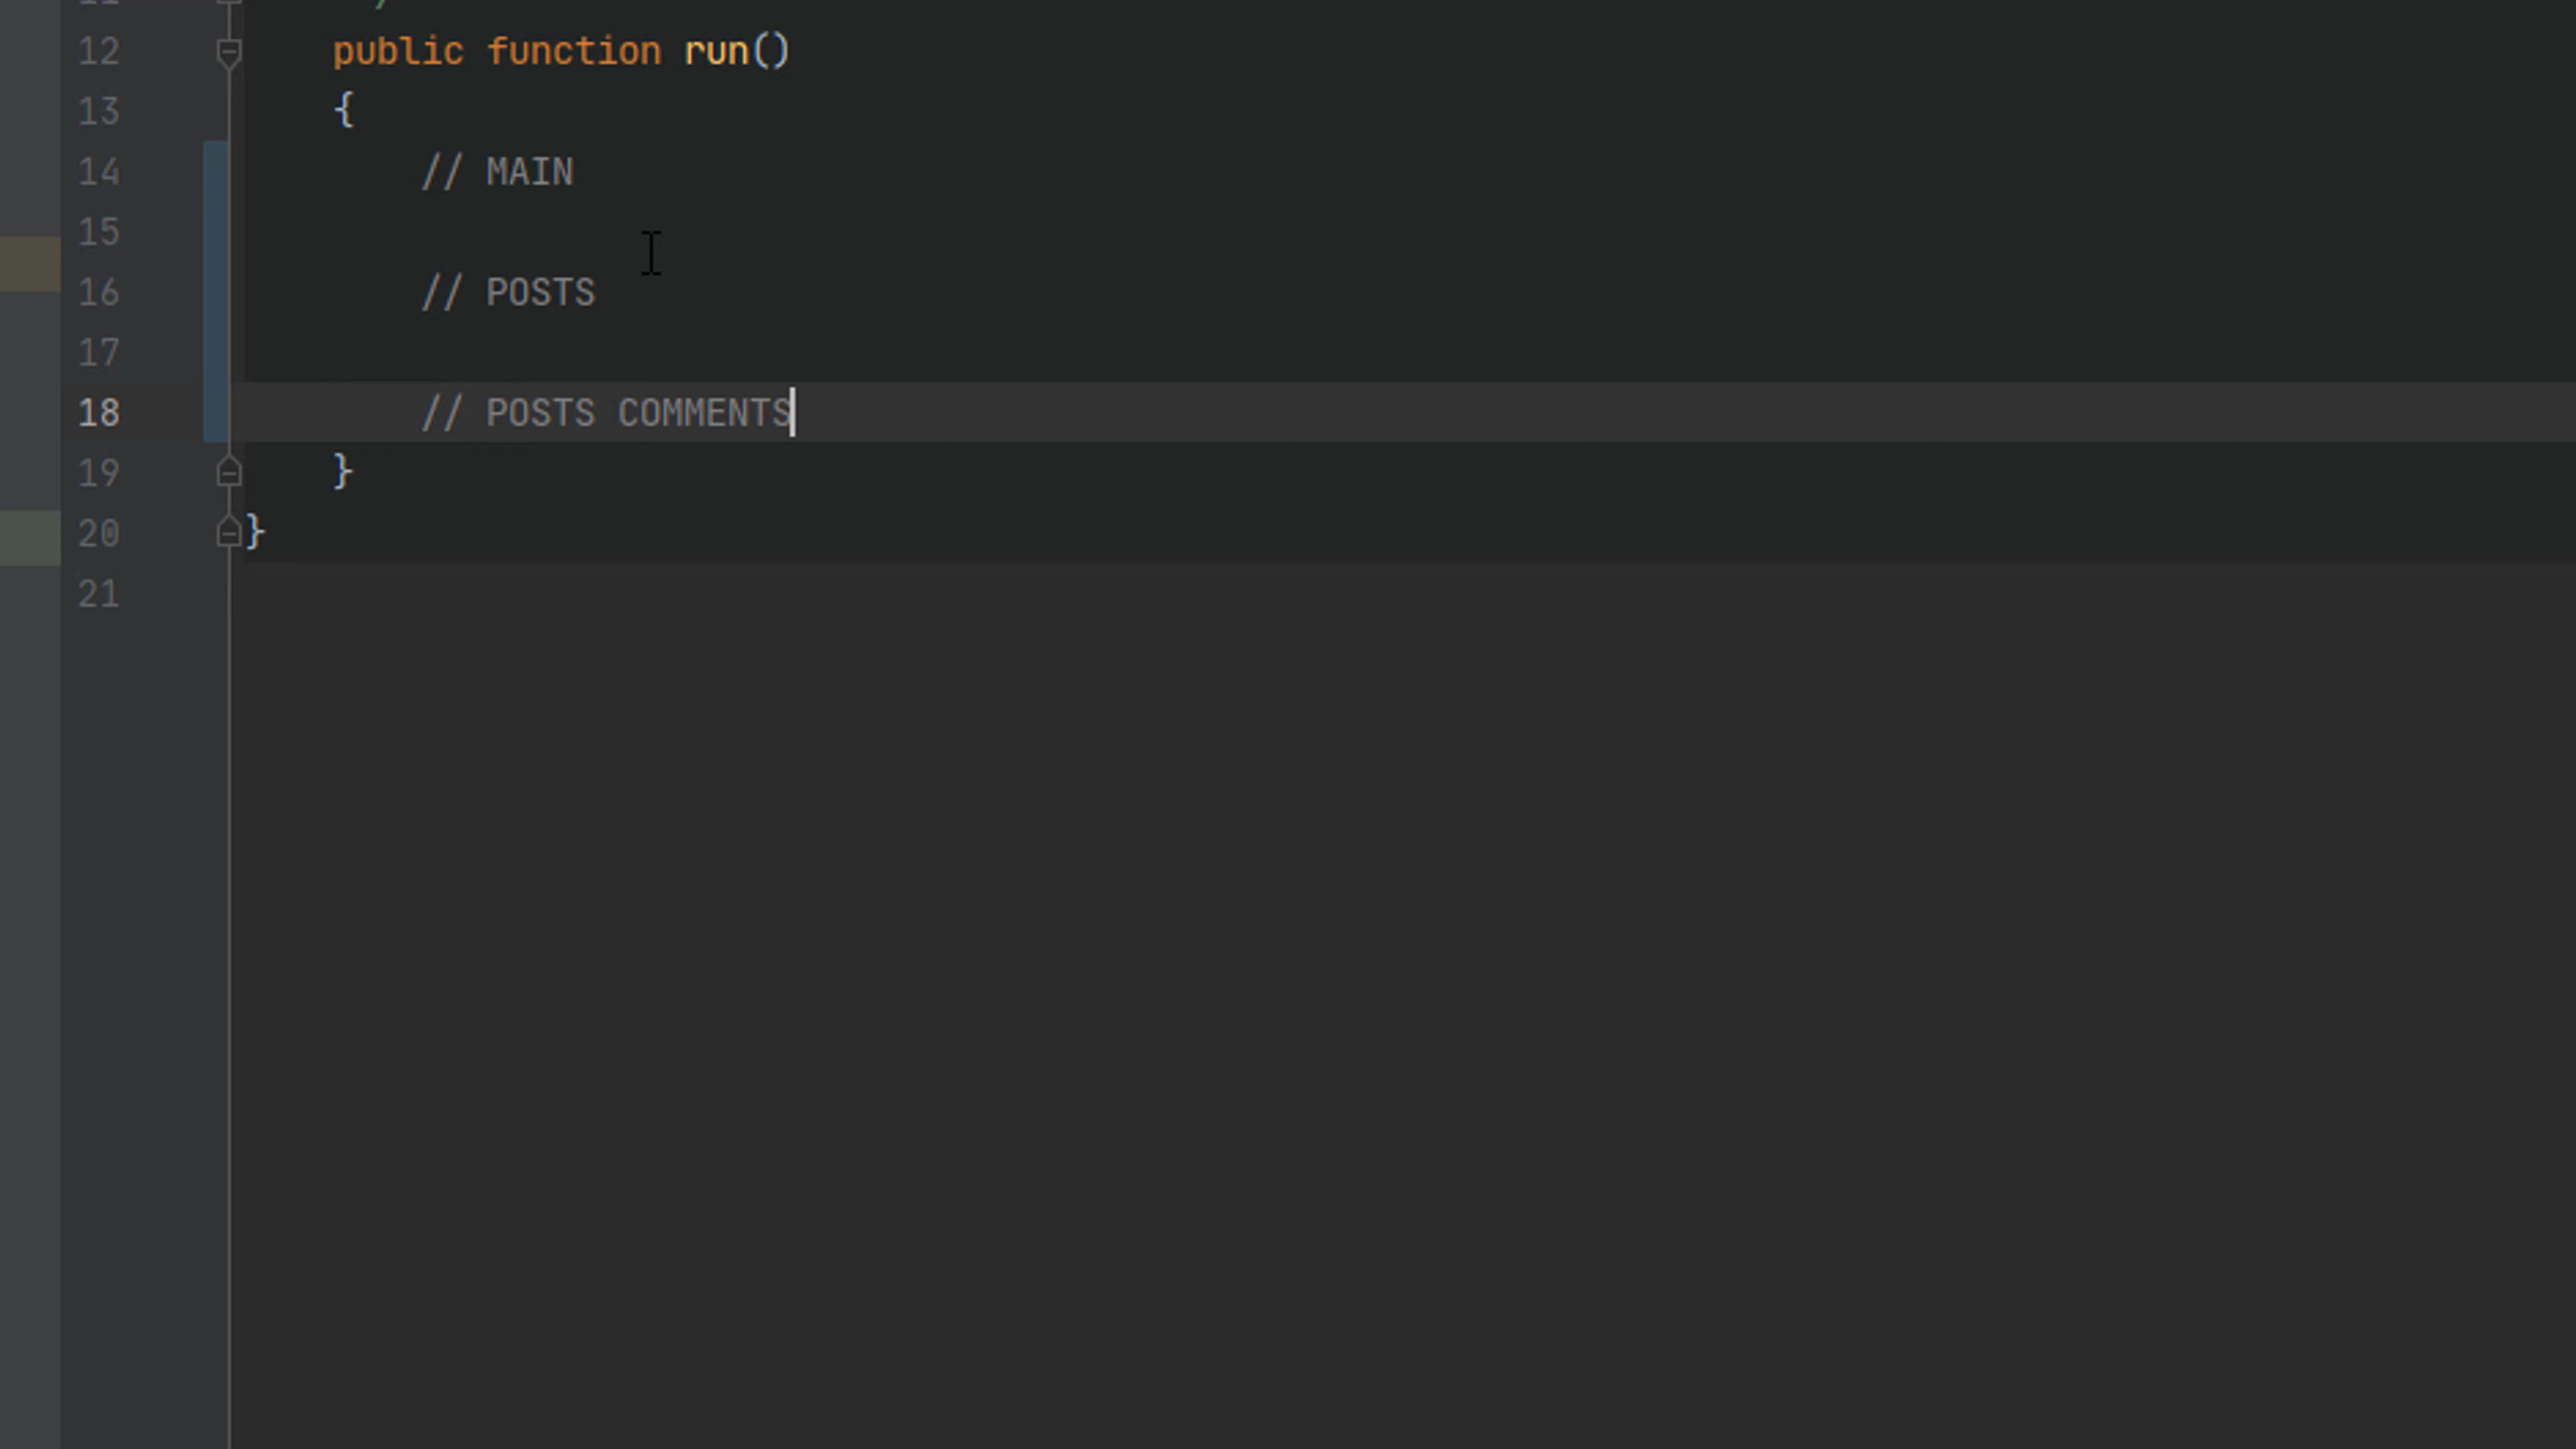 12 public function run()
13 {
14 // MAIN
15
16 // POSTS
17
18 // POSTS COMMENTS
19 }
20 }
21